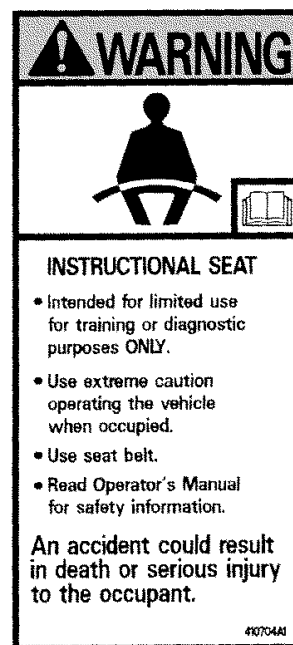 WARNING
INSTRUCTIONAL SEAT
• Intended for limited use
for training or diagnostic
purposes ONLY.
• Use extreme caution
operating the vehicle
when occupied.
• Use seat belt.
• Read Operator's Manual
for safety information.
An accident could result
in death or serious injury
to the occupant.
410704A1